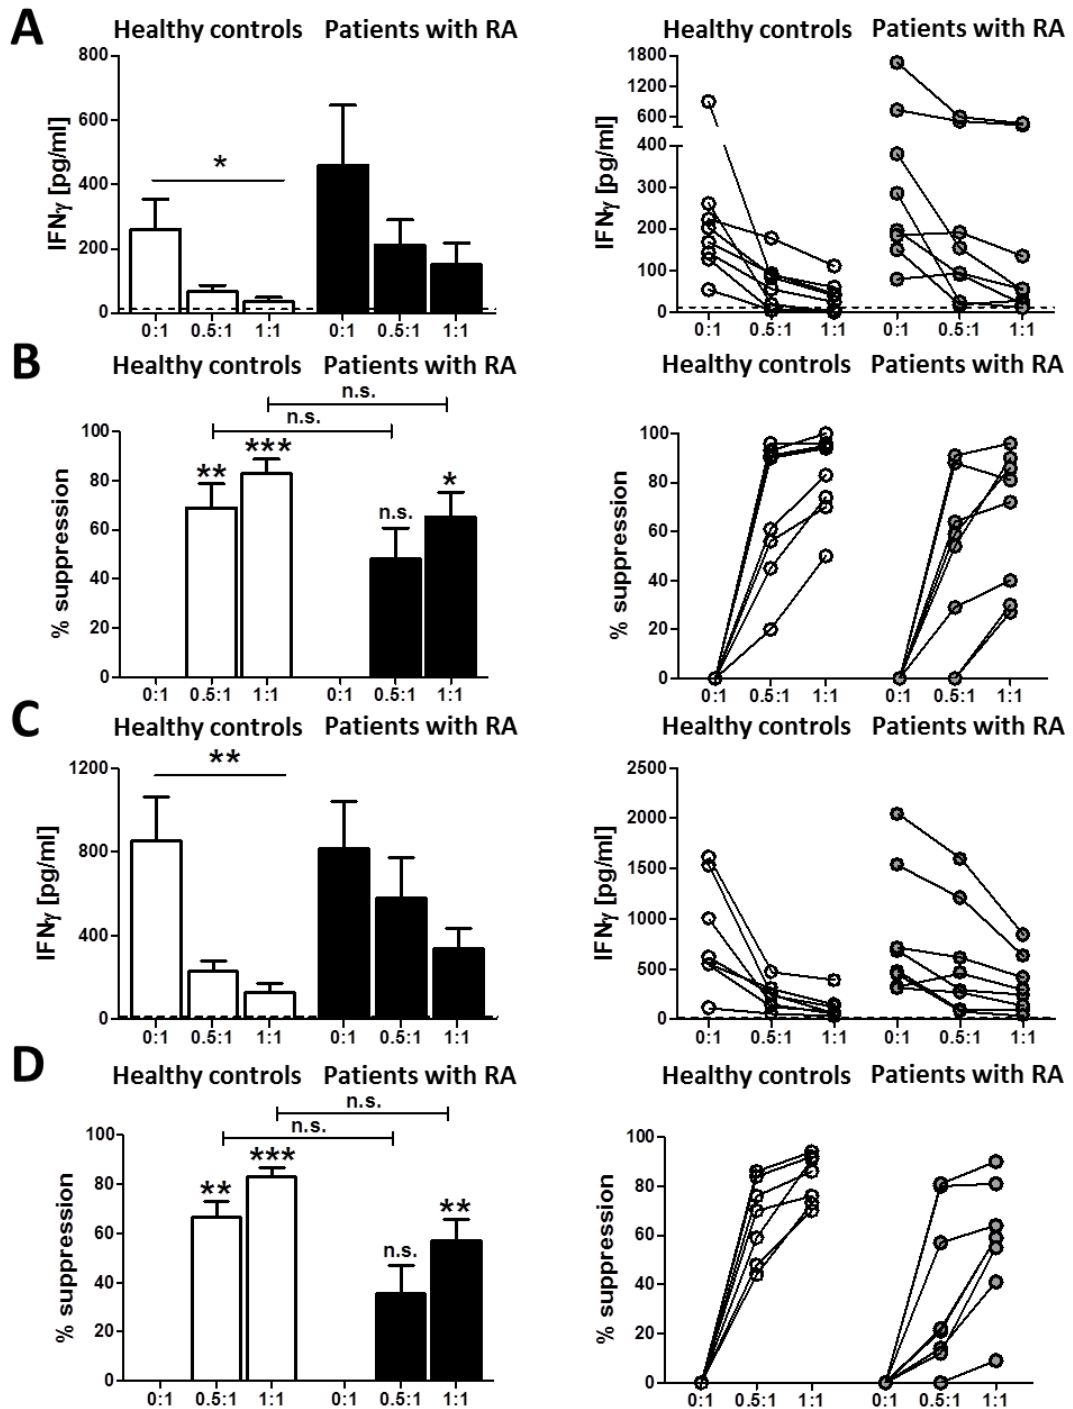 A
Healthy controls Patients with RA
Healthy controls Patients with RA
IFNγ [pg/ml]
800
600
400
200
0
*
0:1 0.5:1 1:1 0:1 0.5:1 1:1
IFNγ [pg/ml]
1800
1400
1000
600
400
300
200
100
0
0:1 0.5:1 1:1 0:1 0.5:1 1:1
B
Healthy controls Patients with RA
Healthy controls Patients with RA
n.s.
n.s.
% suppression
100
80
60
40
20
0
** *** n.s. *
0:1 0.5:1 1:1 0:1 0.5:1 1:1
% suppression
100
80
60
40
20
0
0:1 0.5:1 1:1 0:1 0.5:1 1:1
C
Healthy controls Patients with RA
Healthy controls Patients with RA
IFNγ [pg/ml]
1200
800
400
0
**
0:1 0.5:1 1:1 0:1 0.5:1 1:1
IFNγ [pg/ml]
2500
2000
1500
1000
500
0
0:1 0.5:1 1:1 0:1 0.5:1 1:1
D
Healthy controls Patients with RA
Healthy controls Patients with RA
n.s.
n.s.
% suppression
100
80
60
40
20
0
** *** n.s. **
0:1 0.5:1 1:1 0:1 0.5:1 1:1
% suppression
100
80
60
40
20
0
0:1 0.5:1 1:1 0:1 0.5:1 1:1